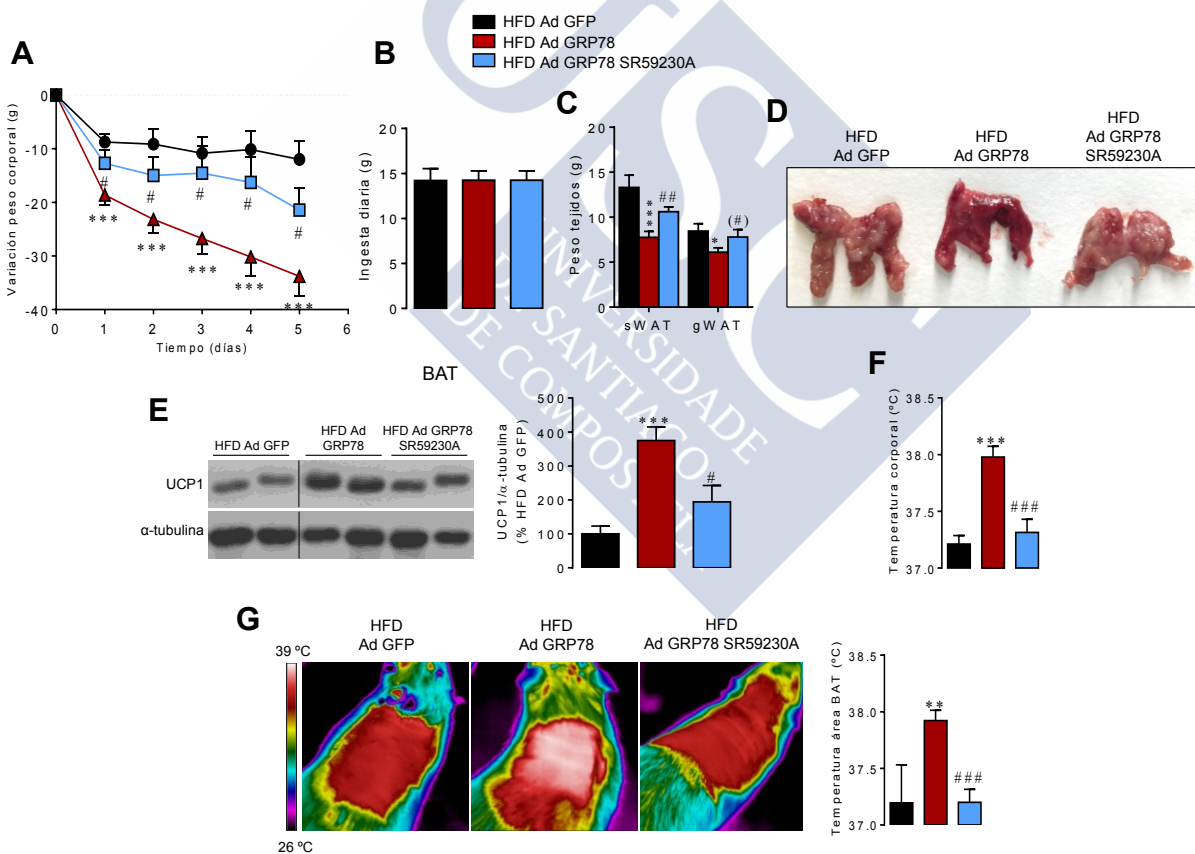 HFD Ad GFP
HFD Ad GRP78
HFD Ad GRP78 SR59230A
A
Variación peso corporal (g)
0
-10
-20
-30
-40
#
#
#
#
#
***
***
***
***
***
0 1 2 3 4 5 6
Tiempo (días)
B
Ingesta diaria (g)
20
15
10
5
0
C
Peso tejidos (g)
20
15
10
5
0
***
##
*
(#)
sWAT gWAT
D
HFD
Ad GFP
HFD
Ad GRP78
HFD
Ad GRP78
SR59230A
BAT
E
HFD Ad GFP
HFD Ad
GRP78
HFD Ad GRP78
SR59230A
UCP1
α-tubulina
UCP1/α-tubulina
(% HFD Ad GFP)
500
400
300
200
100
0
***
#
F
Temperatura corporal (ºC)
38.5
38.0
37.5
37.0
***
###
G
39 ºC
26 ºC
HFD
Ad GFP
HFD
Ad GRP78
HFD
Ad GRP78 SR59230A
Temperatura área BAT (ºC)
38.5
38.0
37.5
37.0
**
###
USC
UNIVERSIDADE
DE SANTIAGO
DE COMPOSTELA